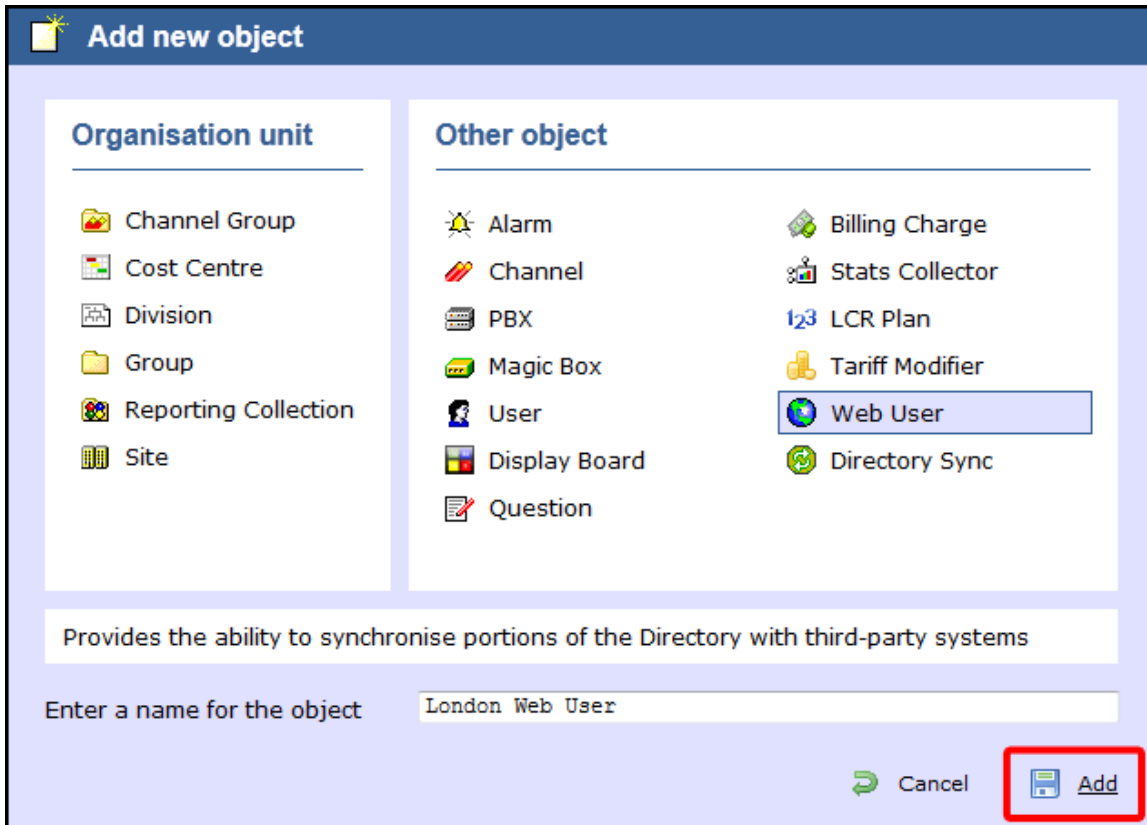 Add new object
Organisation unit
Channel Group
Cost Centre
Division
Group
Reporting Collection
Site
Other object
Alarm
Channel
PBX
Magic Box
User
Display Board
Question
Billing Charge
Stats Collector
123 LCR Plan
Tariff Modifier
Web User
Directory Sync
Provides the ability to synchronise portions of the Directory with third-party systems
Enter a name for the object London Web User
Cancel Add